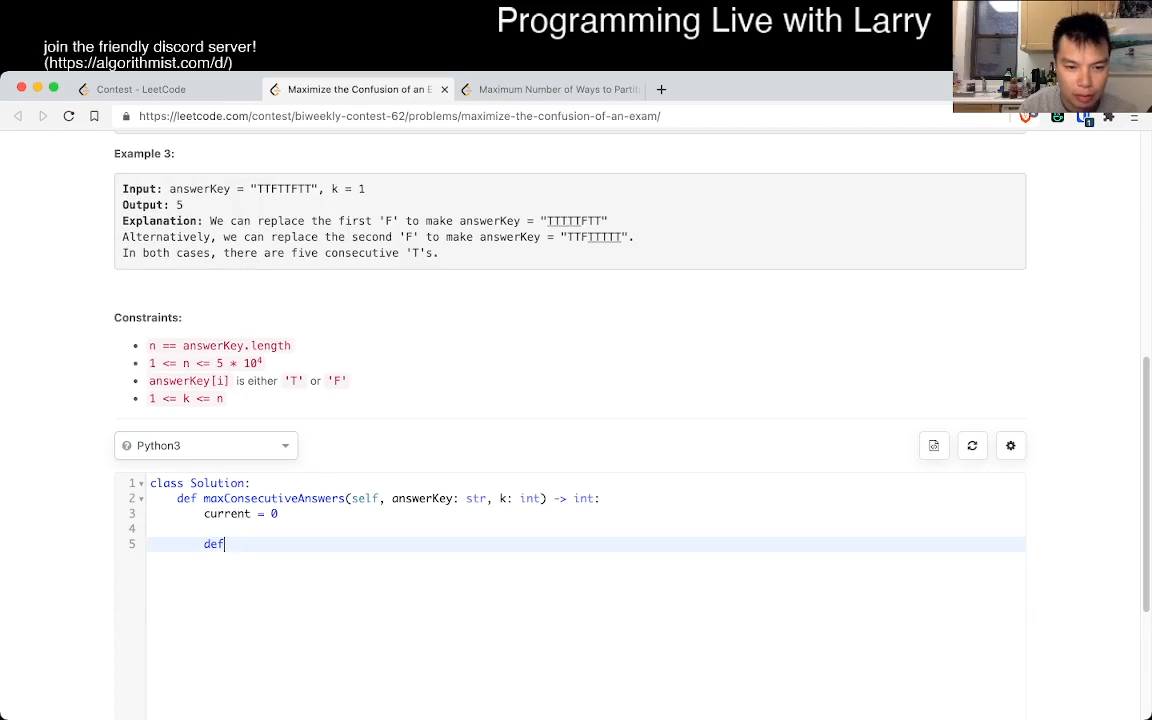 Programming Live with Larry
join the friendly discord server!
(https://algorithmist.com/d/)
Contest - LeetCode
Maximize the Confusion of an E
Maximum Number of Ways to Partiti
https://leetcode.com/contest/biweekly-contest-62/problems/maximize-the-confusion-of-an-exam/
1
Example 3:
Input: answerKey = "TTFTTFTT", k = 1
Output: 5
Explanation: We can replace the first 'F' to make answerKey = "TTTTTFTT"
Alternatively, we can replace the second 'F' to make answerKey = "TTFTTTTT".
In both cases, there are five consecutive 'T's.
Constraints:
n == answerKey.length
1 <= n <= 5 * 10⁴
answerKey[i] is either 'T' or 'F'
1 <= k <= n
Python3
1 class Solution:
2 def maxConsecutiveAnswers(self, answerKey: str, k: int) -> int:
3 current = 0
4
5 def